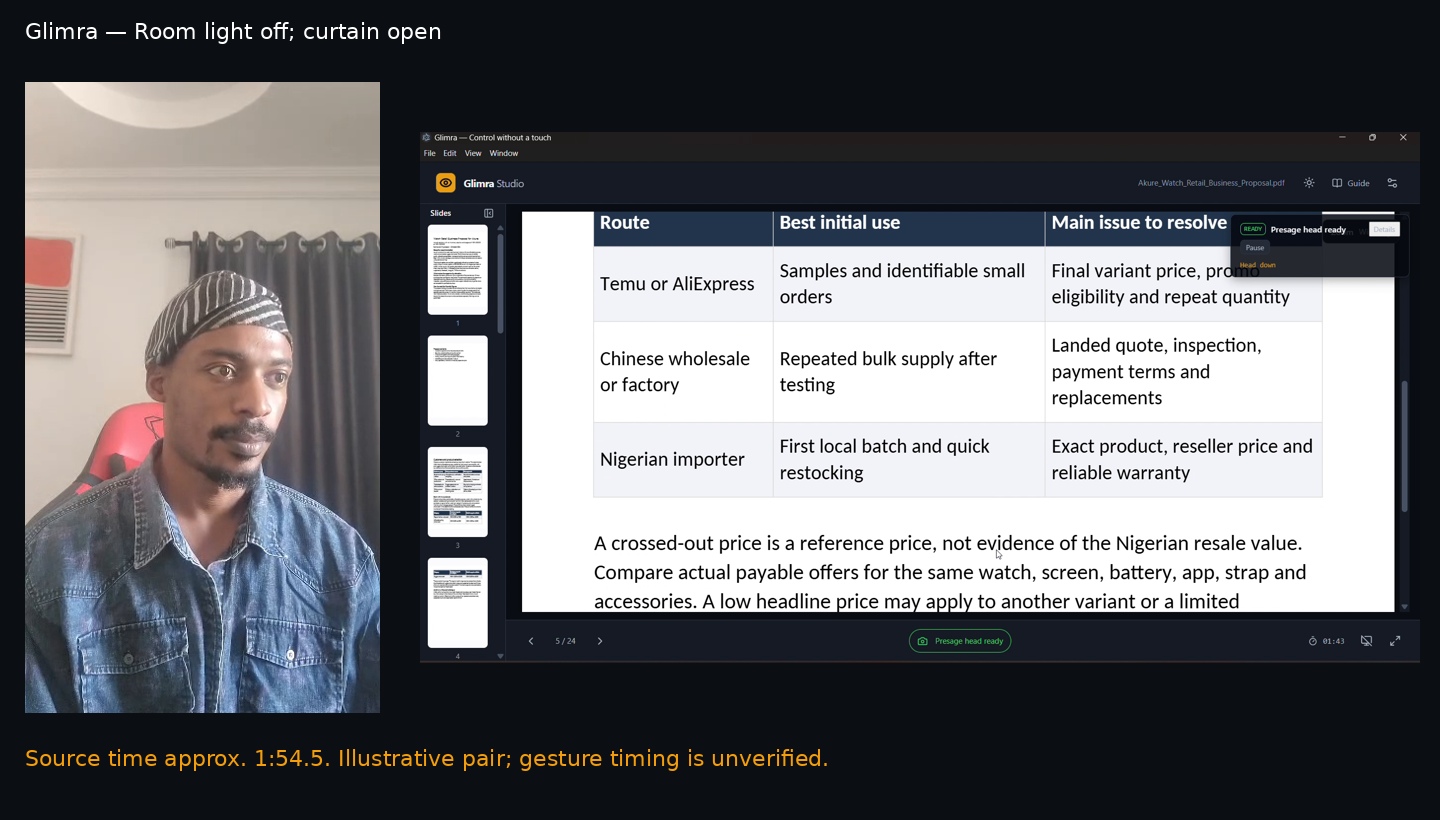 Glimra — Room light off; curtain open
Glimra — Control without a touch
File Edit View Window
Glimra Studio
Akure_Watch_Retail_Business_Proposal.pdf
Guide
Slides
1
2
3
4
Route Best initial use Main issue to resolve
READY Presage head ready
Details
Pause
Head down
Temu or AliExpress
Samples and identifiable small
orders
Final variant price, promo
eligibility and repeat quantity
Chinese wholesale
or factory
Repeated bulk supply after
testing
Landed quote, inspection,
payment terms and
replacements
Nigerian importer
First local batch and quick
restocking
Exact product, reseller price and
reliable warranty
A crossed-out price is a reference price, not evidence of the Nigerian resale value.
Compare actual payable offers for the same watch, screen, battery, app, strap and
accessories. A low headline price may apply to another variant or a limited
5 / 24
Presage head ready
01:43
Source time approx. 1:54.5. Illustrative pair; gesture timing is unverified.